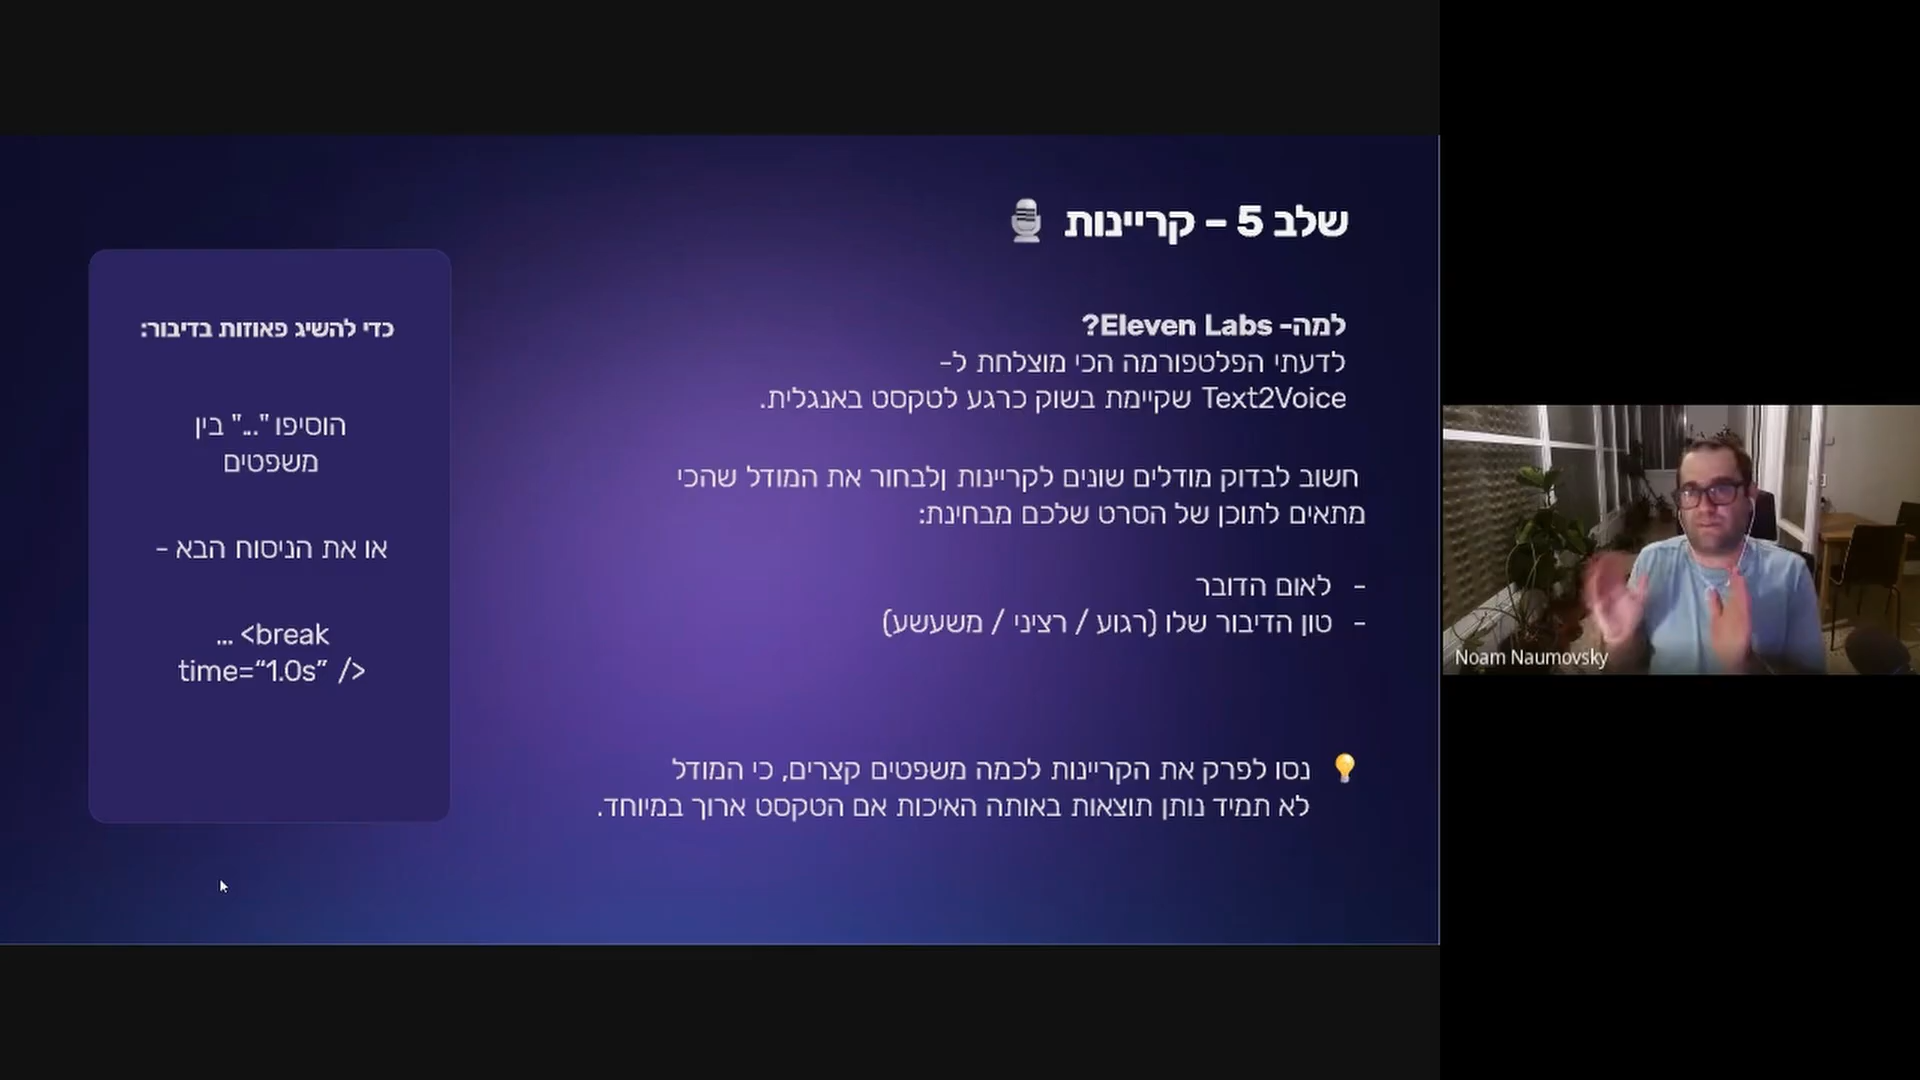 שלב 5 – קריינות
למה- Eleven Labs?
לדעתי הפלטפורמה הכי מוצלחת ל-
Text2Voice שקיימת בשוק כרגע לטקסט באנגלית.
חשוב לבדוק מודלים שונים לקריינות ןלבחור את המודל שהכי
מתאים לתוכן של הסרט שלכם מבחינת:
- לאום הדובר
- טון הדיבור שלו (רגוע / רציני / משעשע)
נסו לפרק את הקריינות לכמה משפטים קצרים, כי המודל
לא תמיד נותן תוצאות באותה האיכות אם הטקסט ארוך במיוחד.
כדי להשיג פאוזות בדיבור:
הוסיפו "..." בין
משפטים
או את הניסוח הבא -
... <break
time=“1.0s” />
Noam Naumovsky